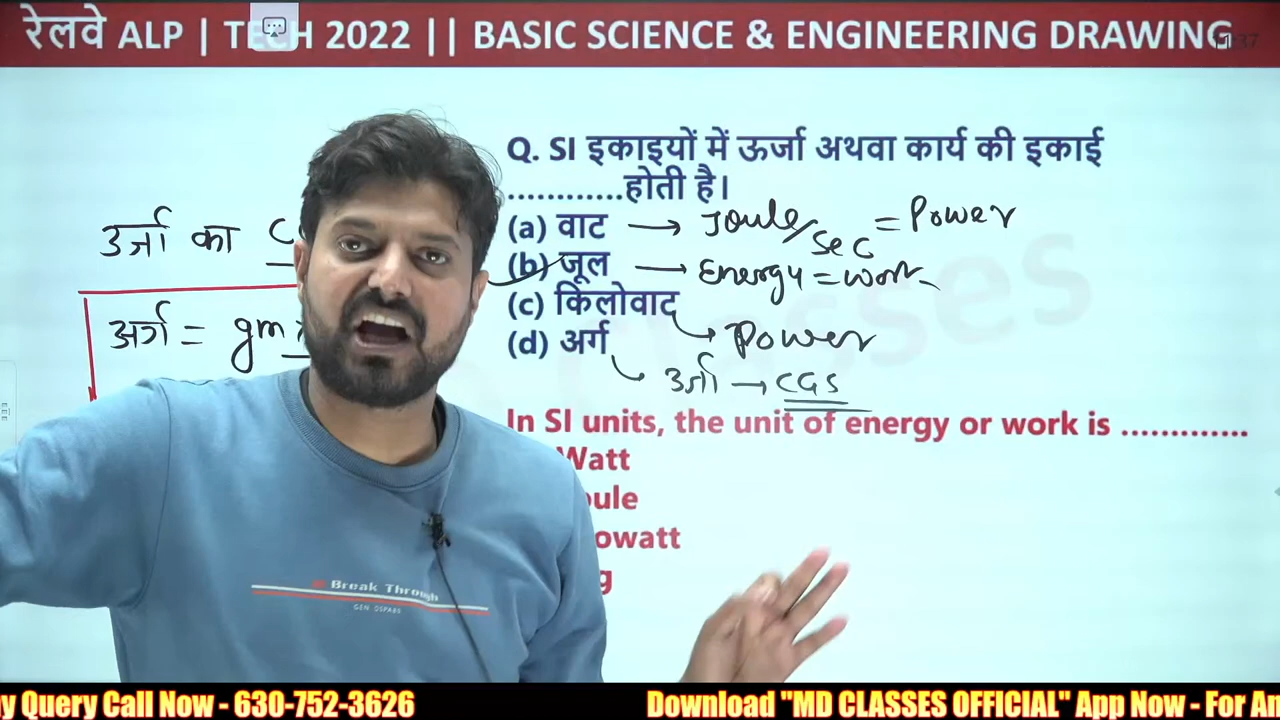 रेलवे ALP | TECH 2022 || BASIC SCIENCE & ENGINEERING DRAWING
Q. SI इकाइयों में ऊर्जा अथवा कार्य की इकाई
............होती है।
(a) वाट → Joule/sec = Power
(b) जूल → Energy = work
(c) किलोवाट → Power
(d) अर्ग → उर्जा → CGS
उर्जा का C
अर्ग = gm
In SI units, the unit of energy or work is .............
Watt
oule
owatt
g
Break Through
y Query Call Now - 630-752-3626
Download "MD CLASSES OFFICIAL" App Now - For An